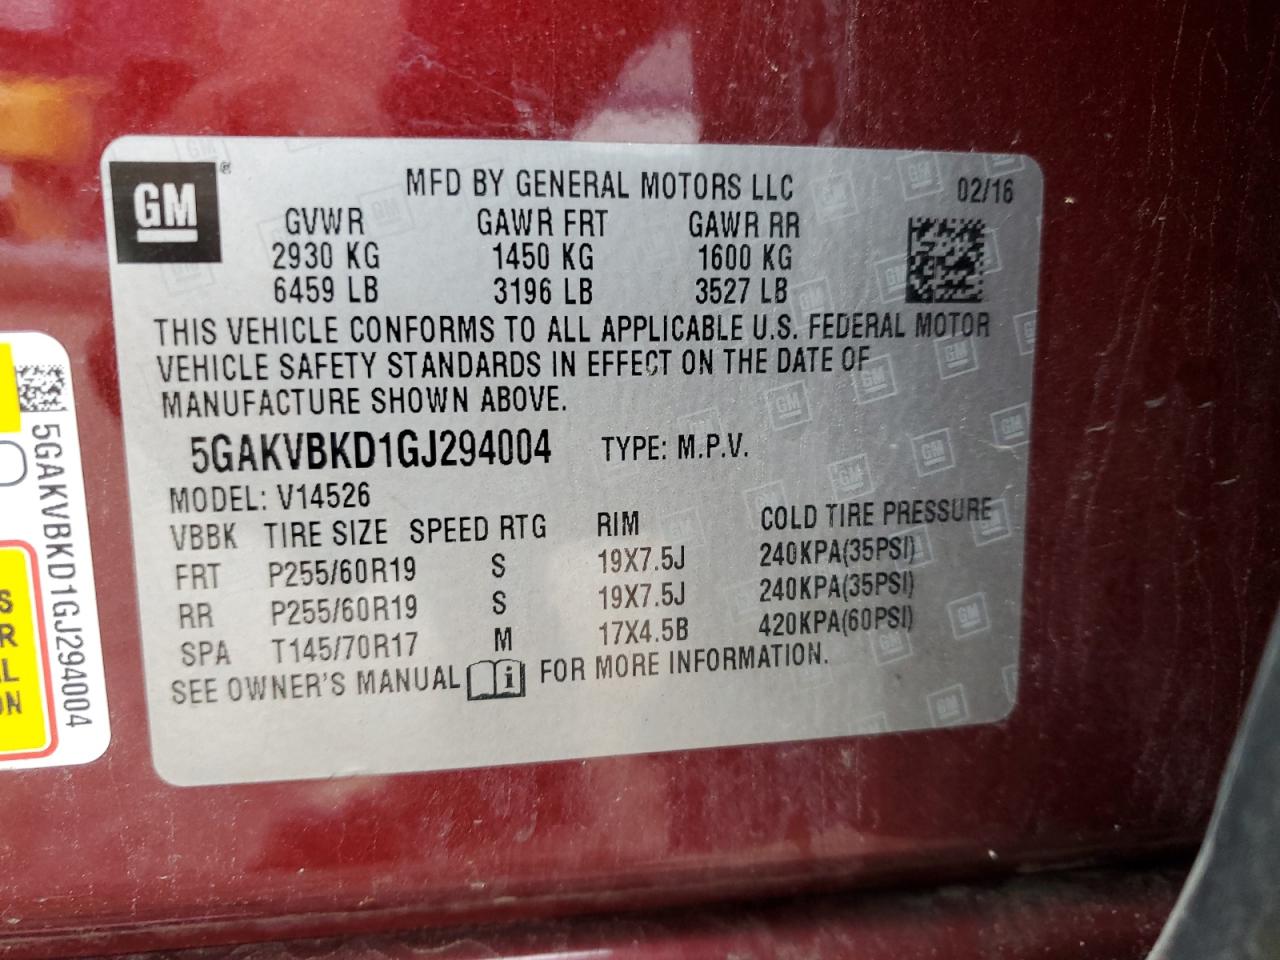 GM ®
MFD BY GENERAL MOTORS LLC 02/16
GVWR GAWR FRT GAWR RR
2930 KG 1450 KG 1600 KG
6459 LB 3196 LB 3527 LB
THIS VEHICLE CONFORMS TO ALL APPLICABLE U.S. FEDERAL MOTOR
VEHICLE SAFETY STANDARDS IN EFFECT ON THE DATE OF
MANUFACTURE SHOWN ABOVE.
5GAKVBKD1GJ294004 TYPE: M.P.V.
MODEL: V14526
VBBK TIRE SIZE SPEED RTG RIM COLD TIRE PRESSURE
FRT P255/60R19 S 19X7.5J 240KPA(35PSI)
RR P255/60R19 S 19X7.5J 240KPA(35PSI)
SPA T145/70R17 M 17X4.5B 420KPA(60PSI)
SEE OWNER'S MANUAL i FOR MORE INFORMATION.
5GAKVBKD1GJ294004